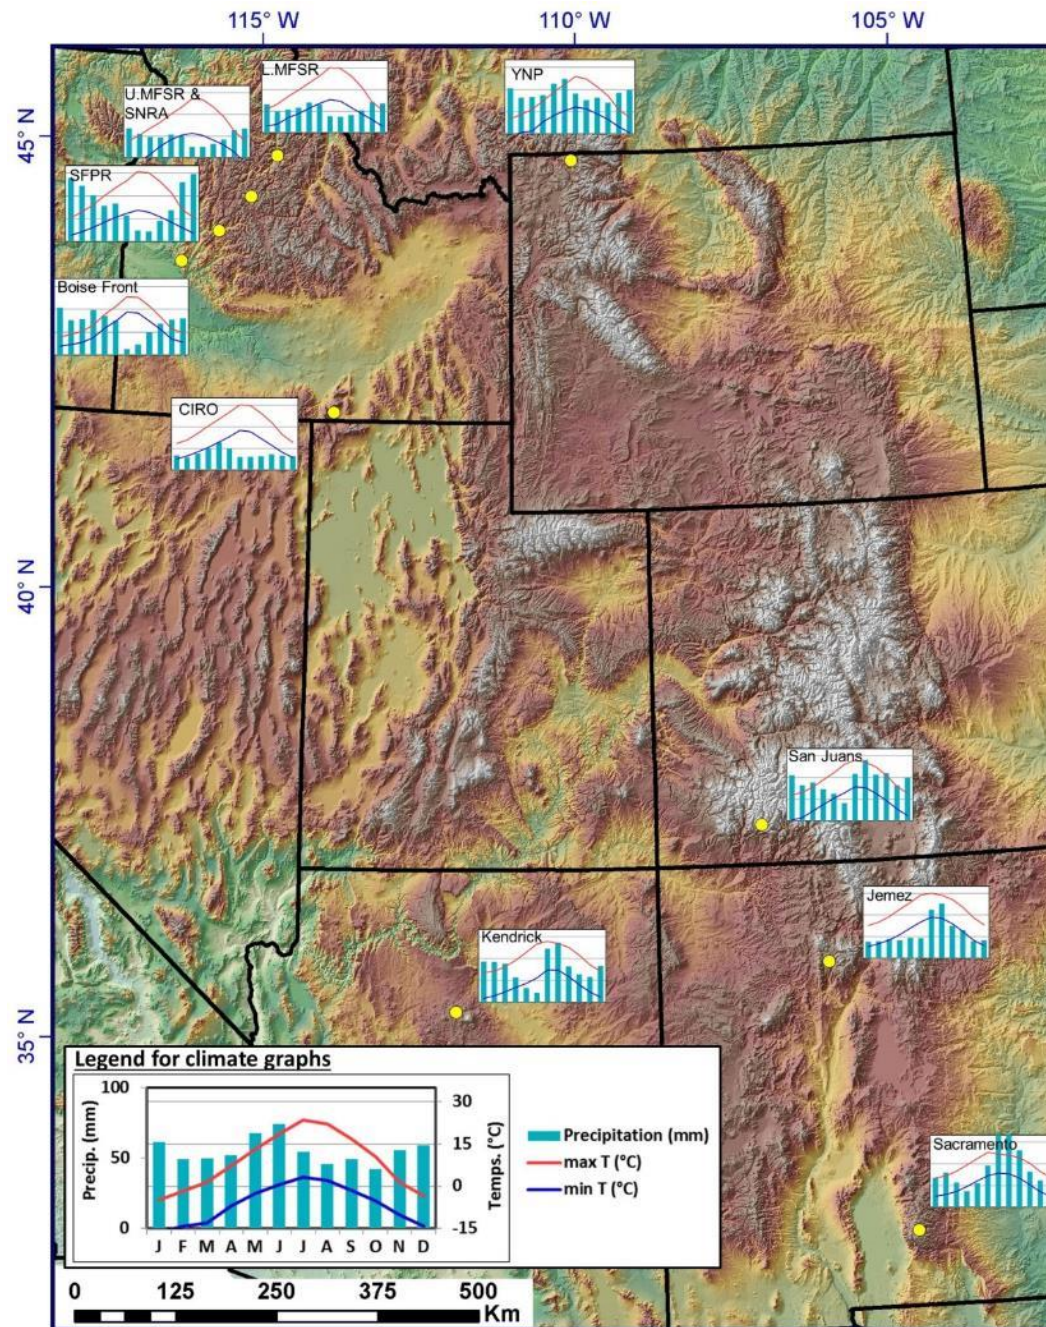 115° W 110° W 105° W
L.MFSR
YNP
U.MFSR &
SNRA
45° N
SFPR
Boise Front
CIRO
40° N
San Juans
Jemez
Kendrick
35° N
Legend for climate graphs
100 30
50 15
0 0
-15
Precip. (mm)
Temps. (°C)
J F M A M J J A S O N D
Precipitation (mm)
max T (°C)
min T (°C)
Sacramento
0 125 250 375 500
Km